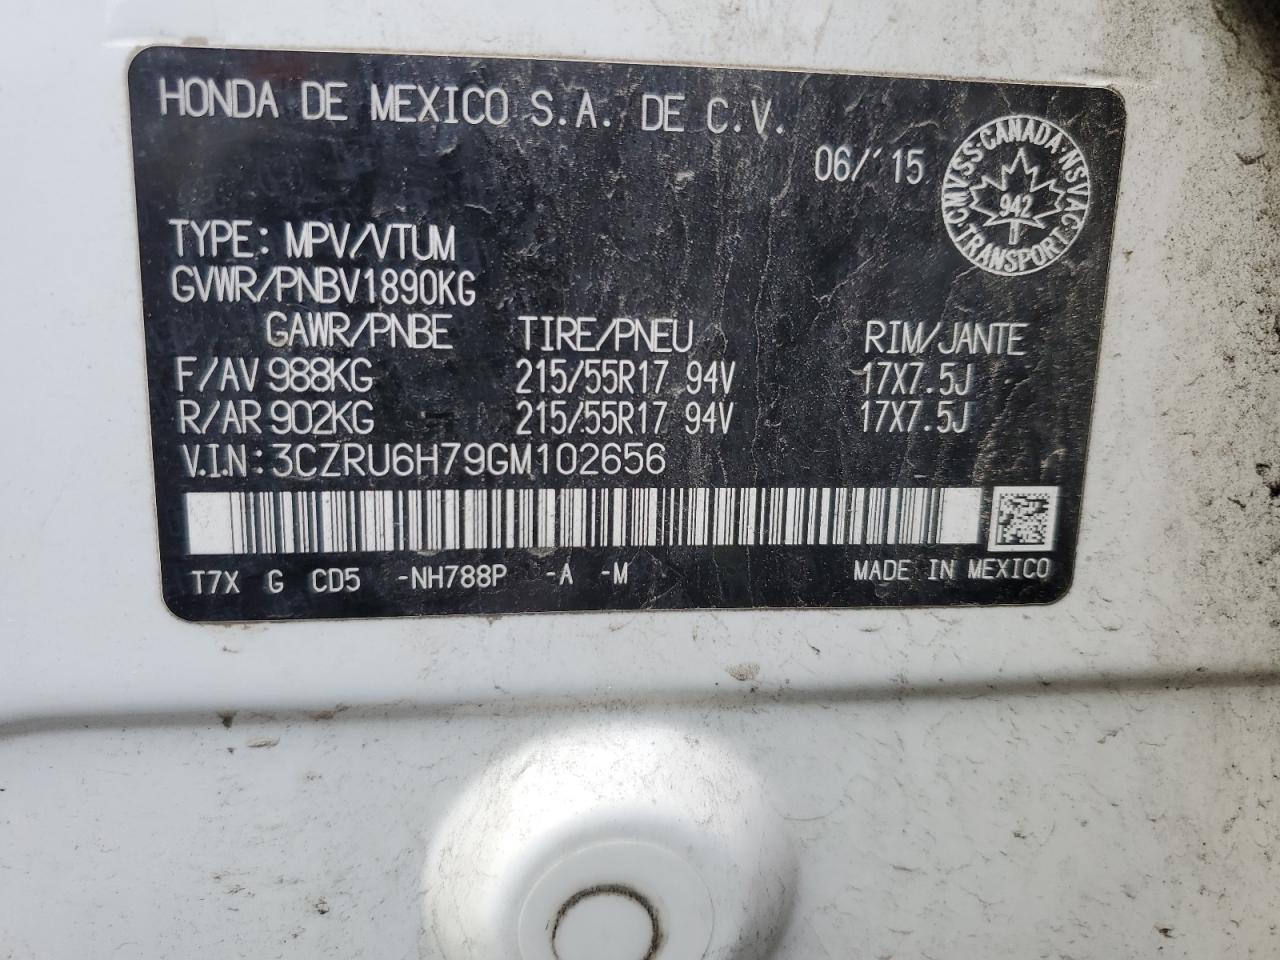 HONDA DE MEXICO S.A. DE C.V.
06/'15
CMVSS·CANADA·NSVAC·TRANSPORT
942
TYPE: MPV/VTUM
GVWR/PNBV1890KG
GAWR/PNBE TIRE/PNEU RIM/JANTE
F/AV 988KG 215/55R17 94V 17X7.5J
R/AR 902KG 215/55R17 94V 17X7.5J
V.I.N: 3CZRU6H79GM102656
T7X G CD5 -NH788P -A -M MADE IN MEXICO